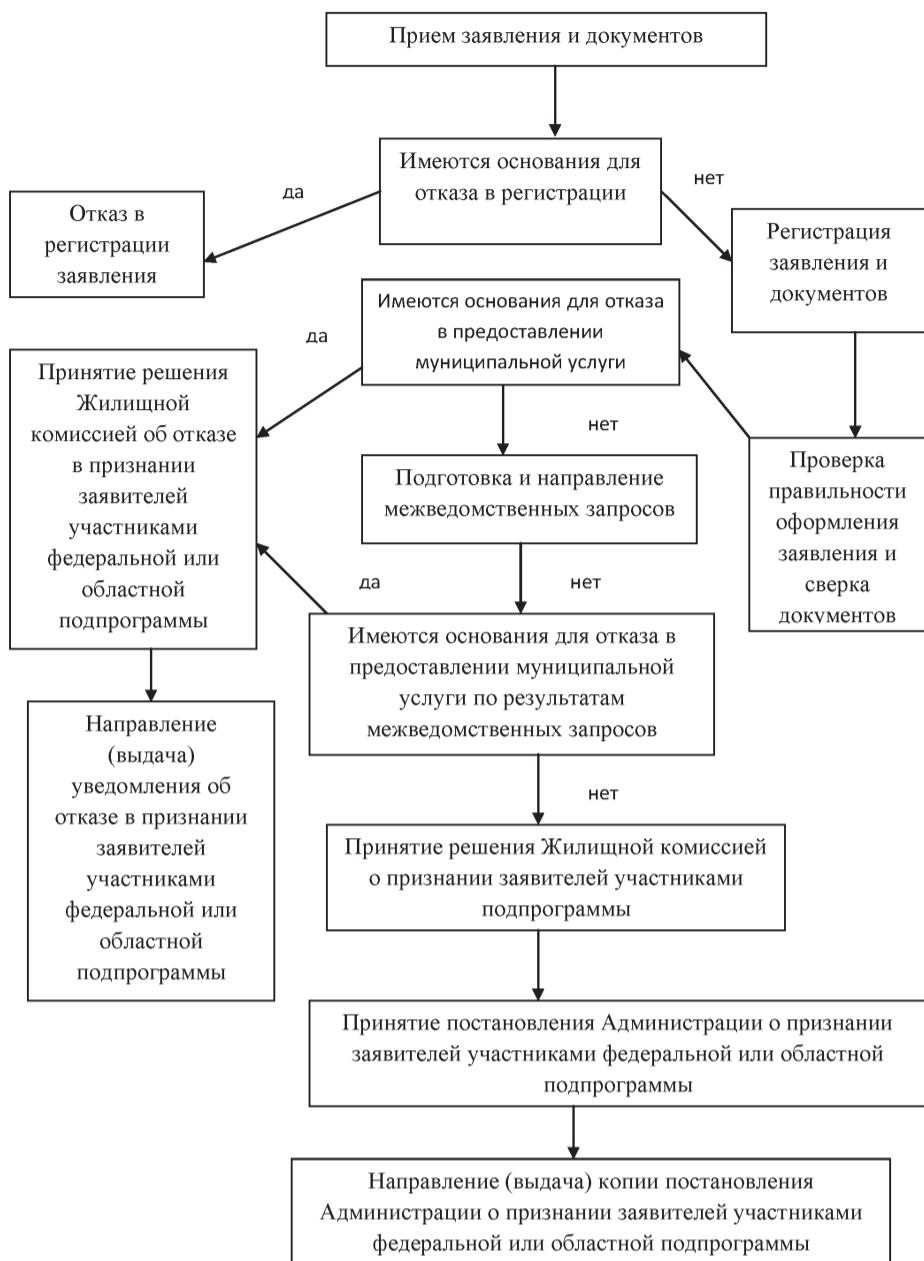 Прием заявления и документов
Имеются основания для
отказа в регистрации
да
нет
Отказ в
регистрации
заявления
Регистрация
заявления и
документов
Имеются основания для отказа
в предоставлении
муниципальной услуги
да
нет
Принятие решения
Жилищной
комиссией об отказе
в признании
заявителей
участниками
федеральной или
областной
подпрограммы
Подготовка и направление
межведомственных запросов
Проверка
правильности
оформления
заявления и
сверка
документов
да
нет
Имеются основания для отказа в
предоставлении муниципальной
услуги по результатам
межведомственных запросов
Направление
(выдача)
уведомления об
отказе в признании
заявителей
участниками
федеральной или
областной
подпрограммы
нет
Принятие решения Жилищной комиссией
о признании заявителей участниками
подпрограммы
Принятие постановления Администрации о признании
заявителей участниками федеральной или областной
подпрограммы
Направление (выдача) копии постановления
Администрации о признании заявителей участниками
федеральной или областной подпрограммы